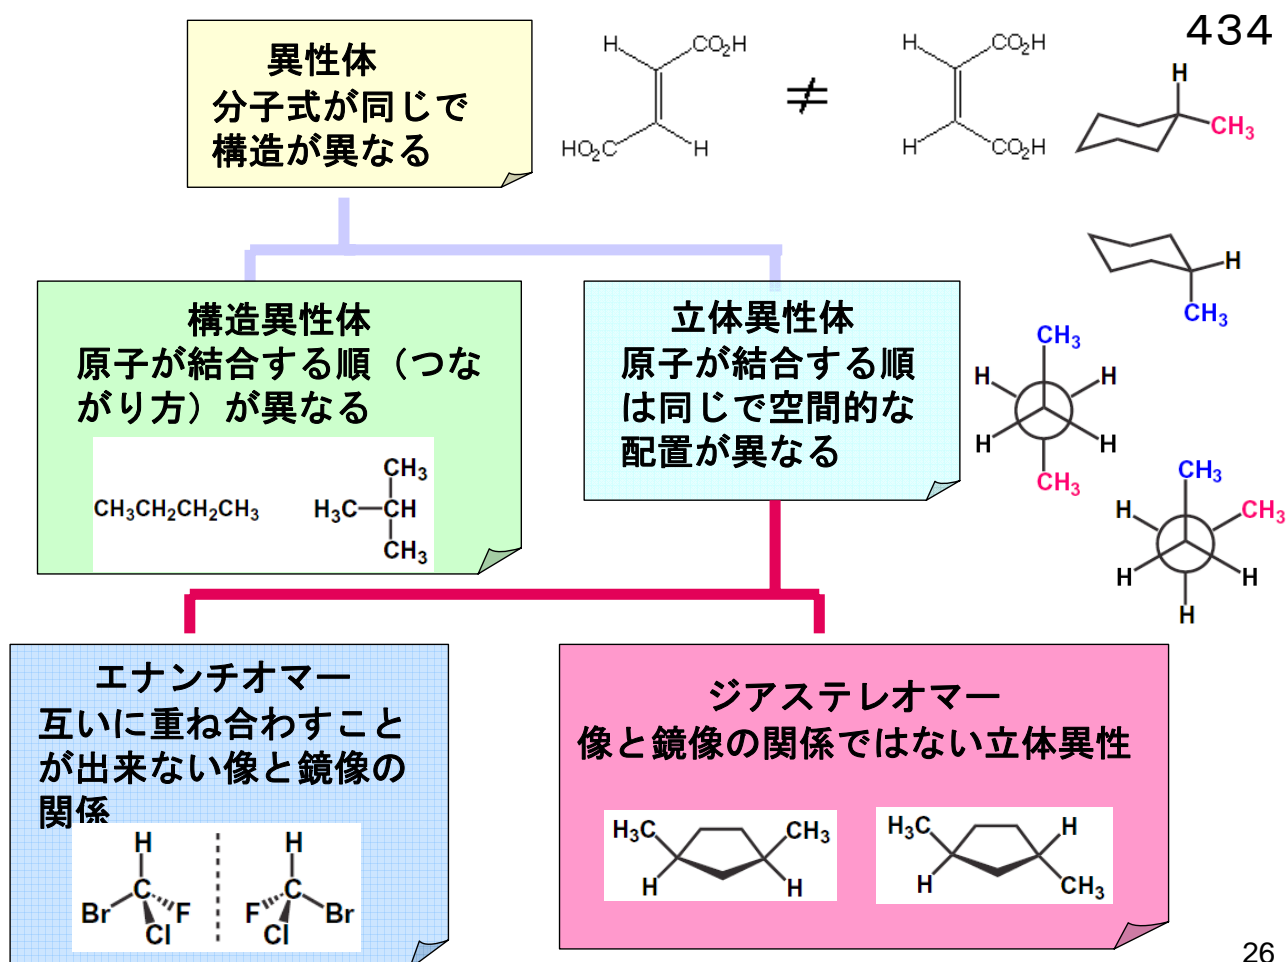 434
異性体
分子式が同じで
構造が異なる
H
CO₂H
HO₂C
H
≠
H
CO₂H
H
CO₂H
H
CH₃
H
CH₃
構造異性体
原子が結合する順（つな
がり方）が異なる
CH₃CH₂CH₂CH₃
CH₃
H₃C CH
CH₃
立体異性体
原子が結合する順
は同じで空間的な
配置が異なる
CH₃
H H
H H
CH₃
CH₃
H CH₃
H H
H
エナンチオマー
互いに重ね合わすこと
が出来ない像と鏡像の
関係
H
C
Br F
Cl
H
C
F Br
Cl
ジアステレオマー
像と鏡像の関係ではない立体異性
H₃C CH₃
H H
H₃C H
H CH₃
26